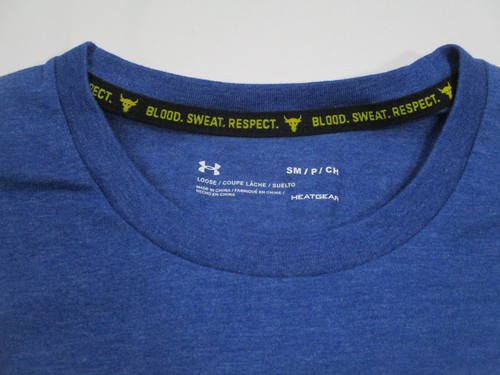 RESPECT. BLOOD. SWEAT. RESPECT. BLOOD. SWEAT. RESPECT.
SM / P / CH
LOOSE / COUPE LÂCHE / SUELTO
MADE IN CHINA / FABRIQUÉ EN CHINE /
HECHO EN CHINA
HEATGEAR